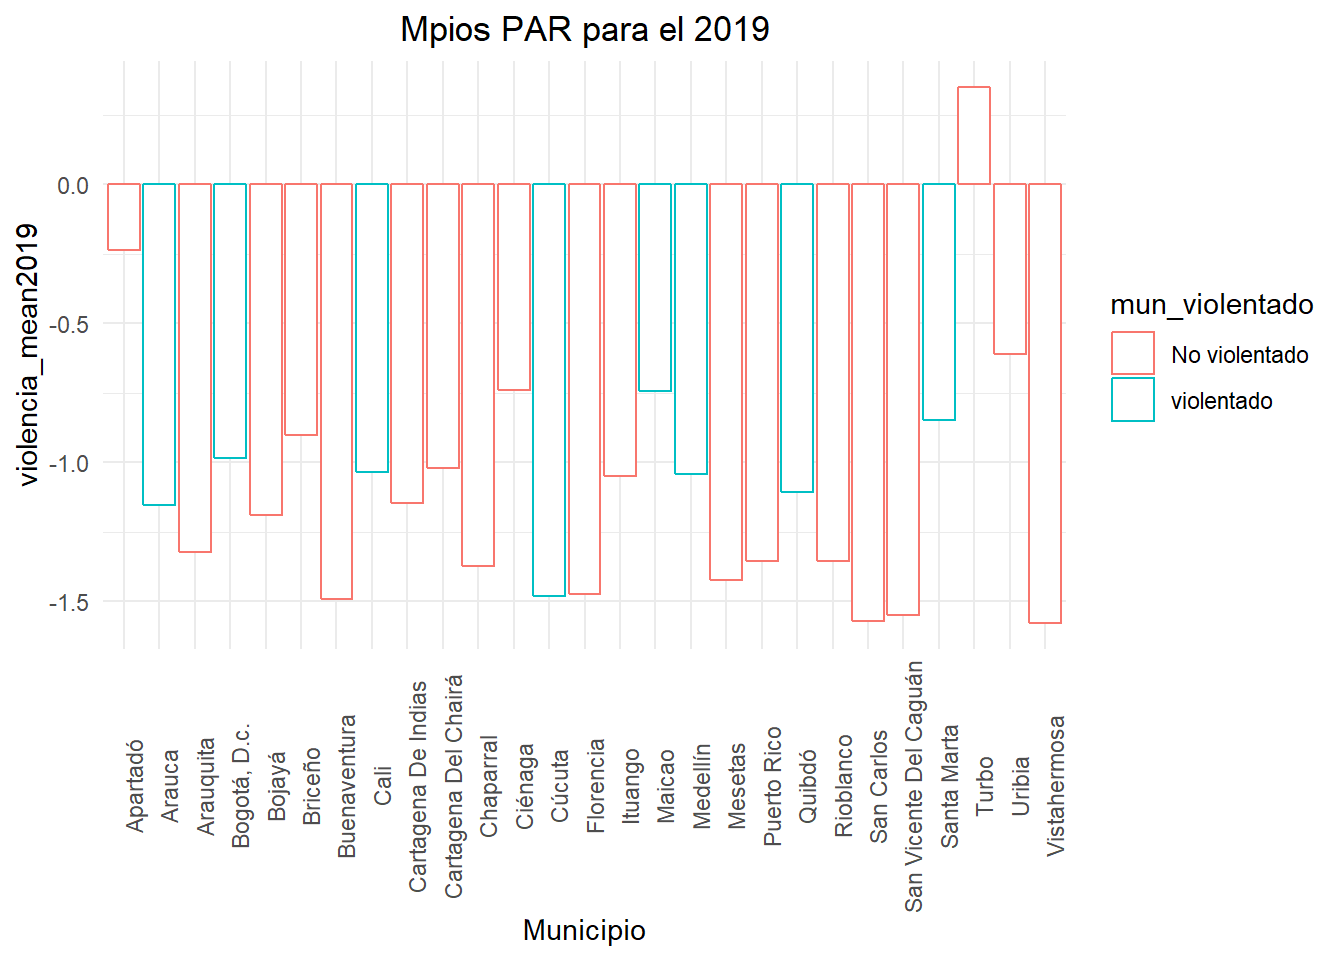 Mpios PAR para el 2019
violencia_mean2019
0.0
-0.5
-1.0
-1.5
Apartadó
Arauca
Arauquita
Bogotá, D.c.
Bojayá
Briceño
Buenaventura
Cali
Cartagena De Indias
Cartagena Del Chairá
Chaparral
Ciénaga
Cúcuta
Florencia
Ituango
Maicao
Medellín
Mesetas
Puerto Rico
Quibdó
Rioblanco
San Carlos
San Vicente Del Caguán
Santa Marta
Turbo
Uribia
Vistahermosa
Municipio
mun_violentado
No violentado
violentado